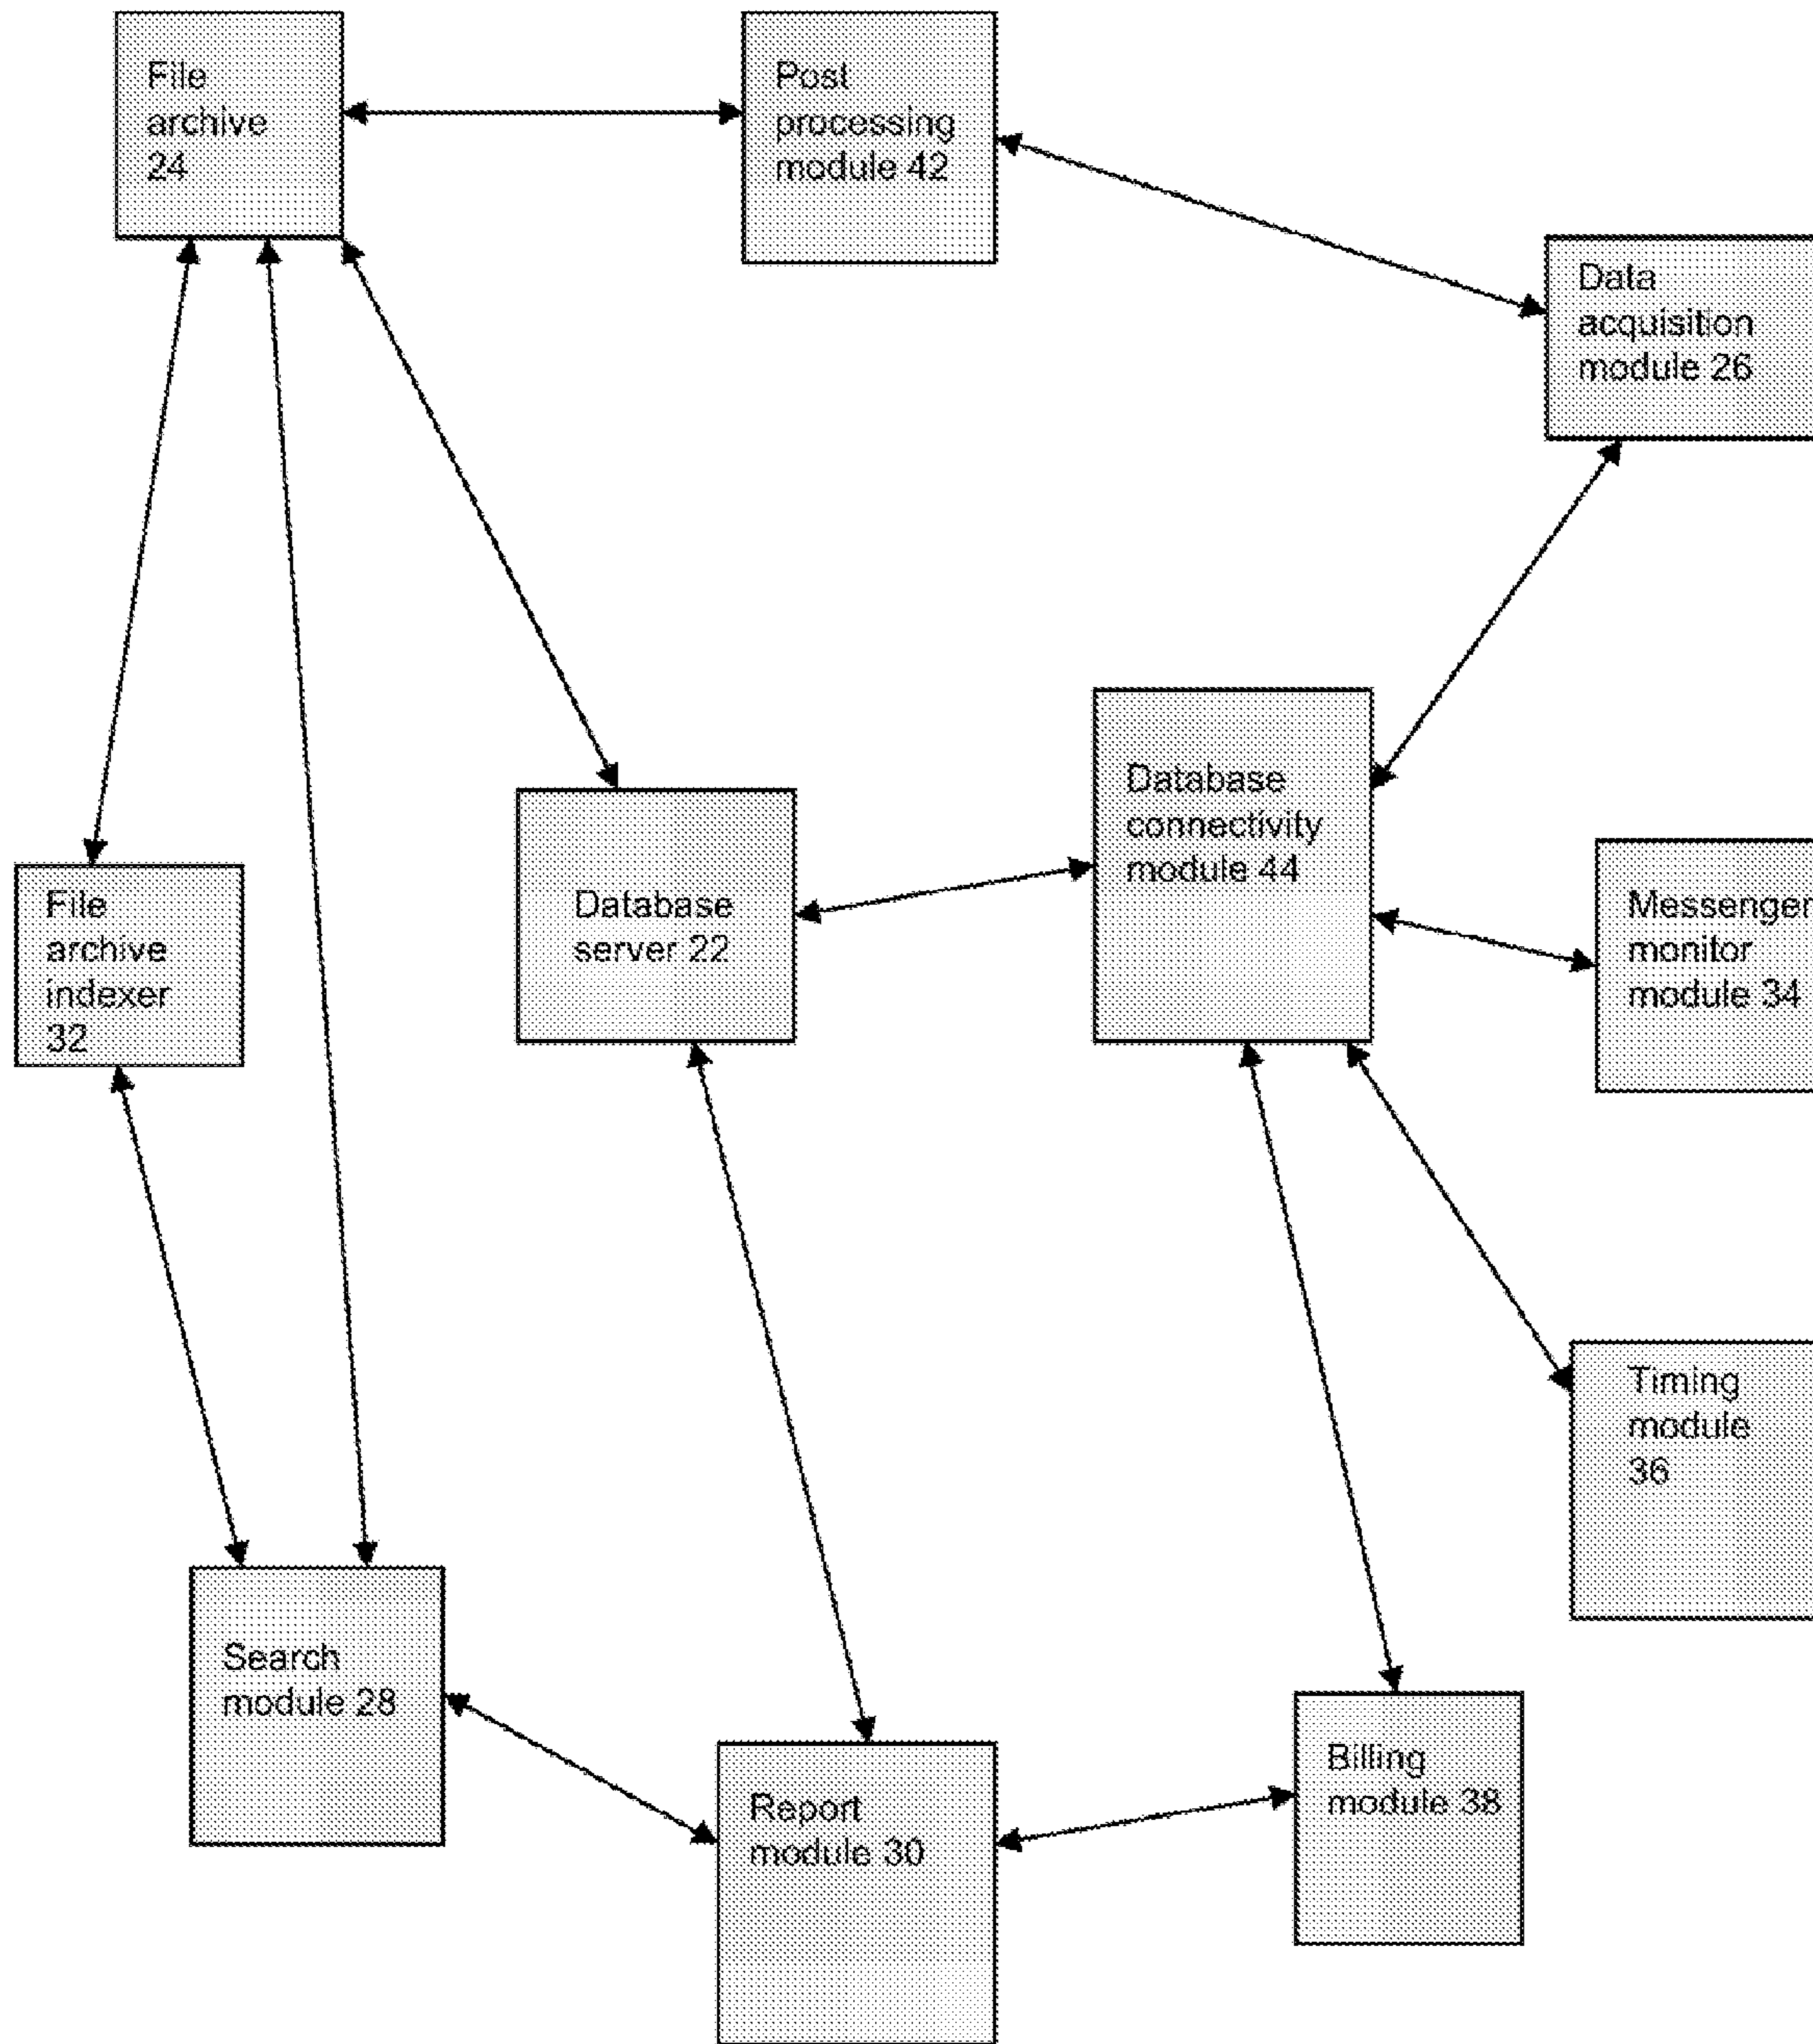 File
archive
24
Post
processing
module 42
Data
acquisition
module 26
Database
connectivity
module 44
File
archive
indexer
32
Database
server 22
Messenger
monitor
module 34
Timing
module
36
Search
module 28
Report
module 30
Billing
module 38